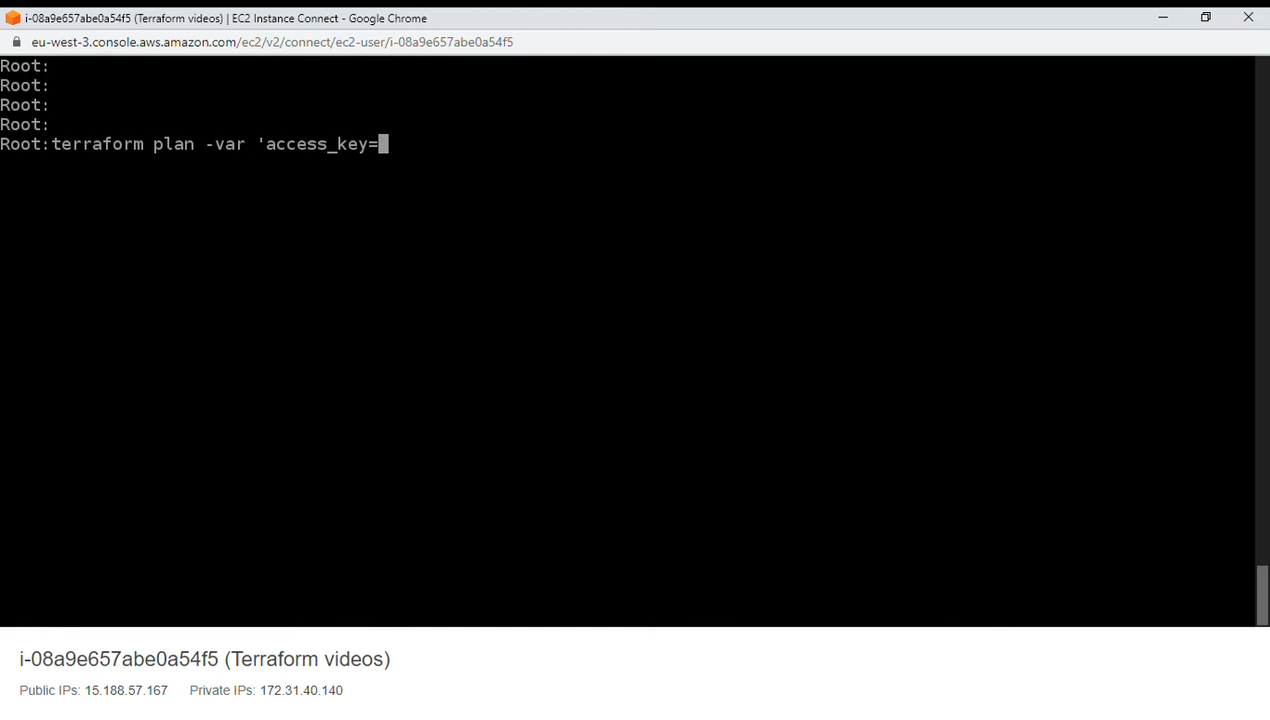 i-08a9e657abe0a54f5 (Terraform videos) | EC2 Instance Connect - Google Chrome
eu-west-3.console.aws.amazon.com/ec2/v2/connect/ec2-user/i-08a9e657abe0a54f5
Root:
Root:
Root:
Root:
Root:terraform plan -var 'access_key=
i-08a9e657abe0a54f5 (Terraform videos)
Public IPs: 15.188.57.167 Private IPs: 172.31.40.140